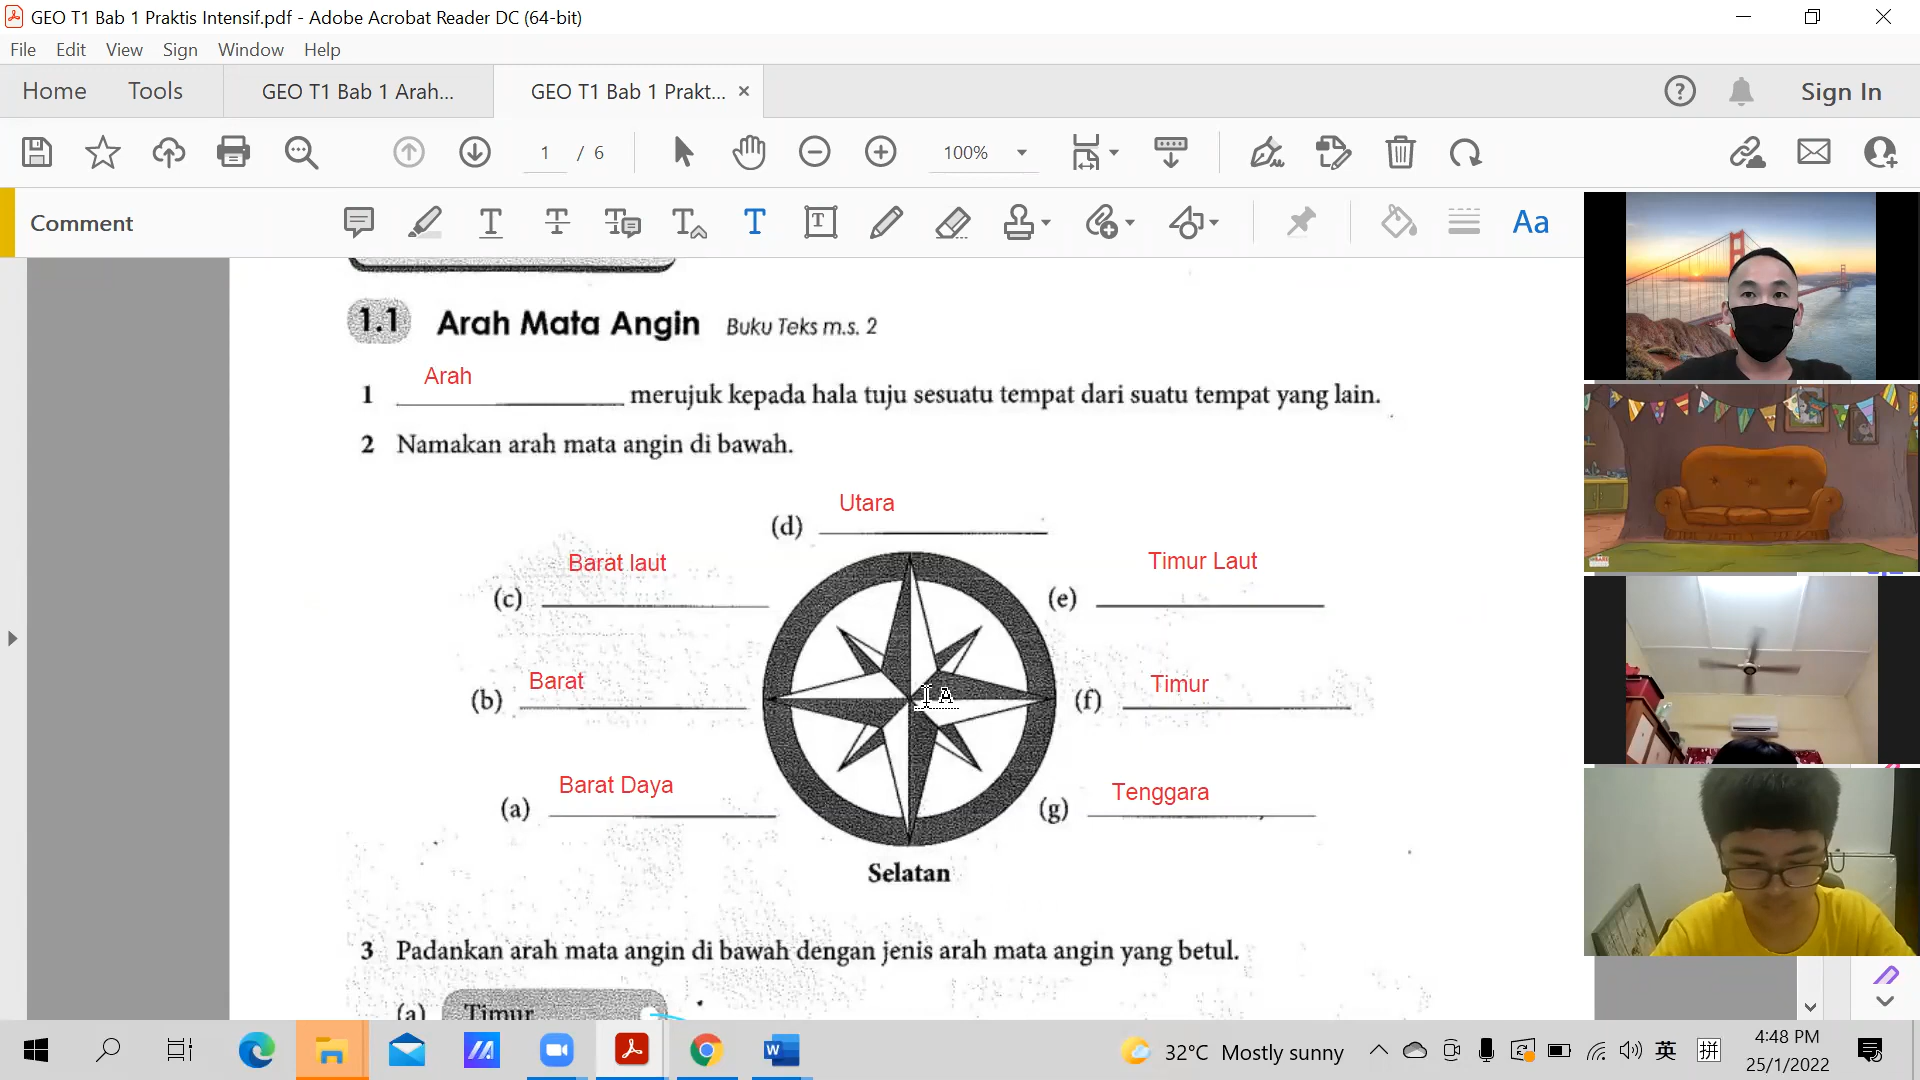 GEO T1 Bab 1 Praktis Intensif.pdf - Adobe Acrobat Reader DC (64-bit)
File Edit View Sign Window Help
Home Tools GEO T1 Bab 1 Arah... GEO T1 Bab 1 Prakt... Sign In
1 / 6 100%
Comment Aa
1.1 Arah Mata Angin Buku Teks m.s. 2
Arah
1 merujuk kepada hala tuju sesuatu tempat dari suatu tempat yang lain.
2 Namakan arah mata angin di bawah.
Utara
(d)
Barat laut Timur Laut
(c) (e)
Barat Timur
(b) (f)
Barat Daya Tenggara
(a) (g)
Selatan
3 Padankan arah mata angin di bawah dengan jenis arah mata angin yang betul.
(a) Timur
32°C Mostly sunny 英 拼 4:48 PM
25/1/2022